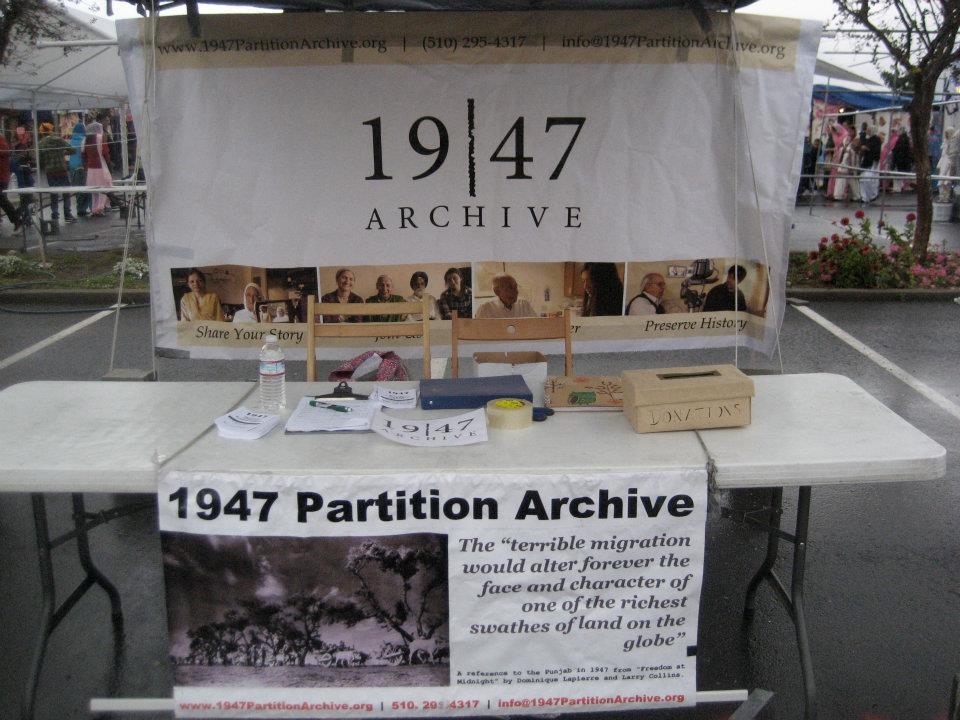 www.1947PartitionArchive.org | (510) 295-4317 | info@1947PartitionArchive.org
19|47
ARCHIVE
Share Your Story
Preserve History
1947
19|47
ARCHIVE
DONATIONS
1947 Partition Archive
The “terrible migration
would alter forever the
face and character of
one of the richest
swathes of land on the
globe”
A reference to the Punjab in 1947 from "Freedom at
Midnight" by Dominique Lapierre and Larry Collins.
www.1947PartitionArchive.org | 510. 295 4317 | info@1947PartitionArchive.org